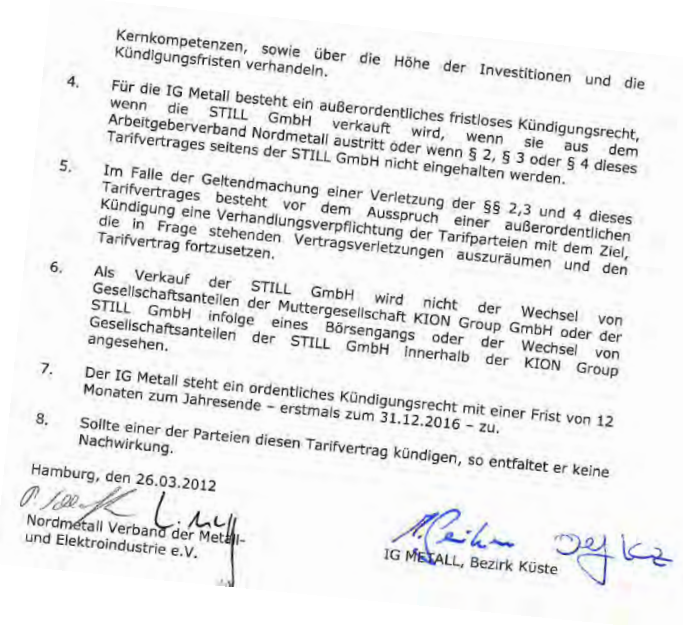 Kernkompetenzen, sowie über die Höhe der Investitionen und die
Kündigungsfristen verhandeln.
4. Für die IG Metall besteht ein außerordentliches fristloses Kündigungsrecht,
wenn die STILL GmbH verkauft wird, wenn sie aus dem
Arbeitgeberverband Nordmetall austritt oder wenn § 2, § 3 oder § 4 dieses
Tarifvertrages seitens der STILL GmbH nicht eingehalten werden.
5. Im Falle der Geltendmachung einer Verletzung der §§ 2,3 und 4 dieses
Tarifvertrages besteht vor dem Ausspruch einer außerordentlichen
Kündigung eine Verhandlungsverpflichtung der Tarifparteien mit dem Ziel,
die in Frage stehenden Vertragsverletzungen auszuräumen und den
Tarifvertrag fortzusetzen.
6. Als Verkauf der STILL GmbH wird nicht der Wechsel von
Gesellschaftsanteilen der Muttergesellschaft KION Group GmbH oder der
STILL GmbH infolge eines Börsengangs oder der Wechsel von
Gesellschaftsanteilen der STILL GmbH innerhalb der KION Group
angesehen.
7. Der IG Metall steht ein ordentliches Kündigungsrecht mit einer Frist von 12
Monaten zum Jahresende – erstmals zum 31.12.2016 – zu.
8. Sollte einer der Parteien diesen Tarifvertrag kündigen, so entfaltet er keine
Nachwirkung.
Hamburg, den 26.03.2012
Nordmetall Verband der Metall-
und Elektroindustrie e.V.
IG METALL, Bezirk Küste